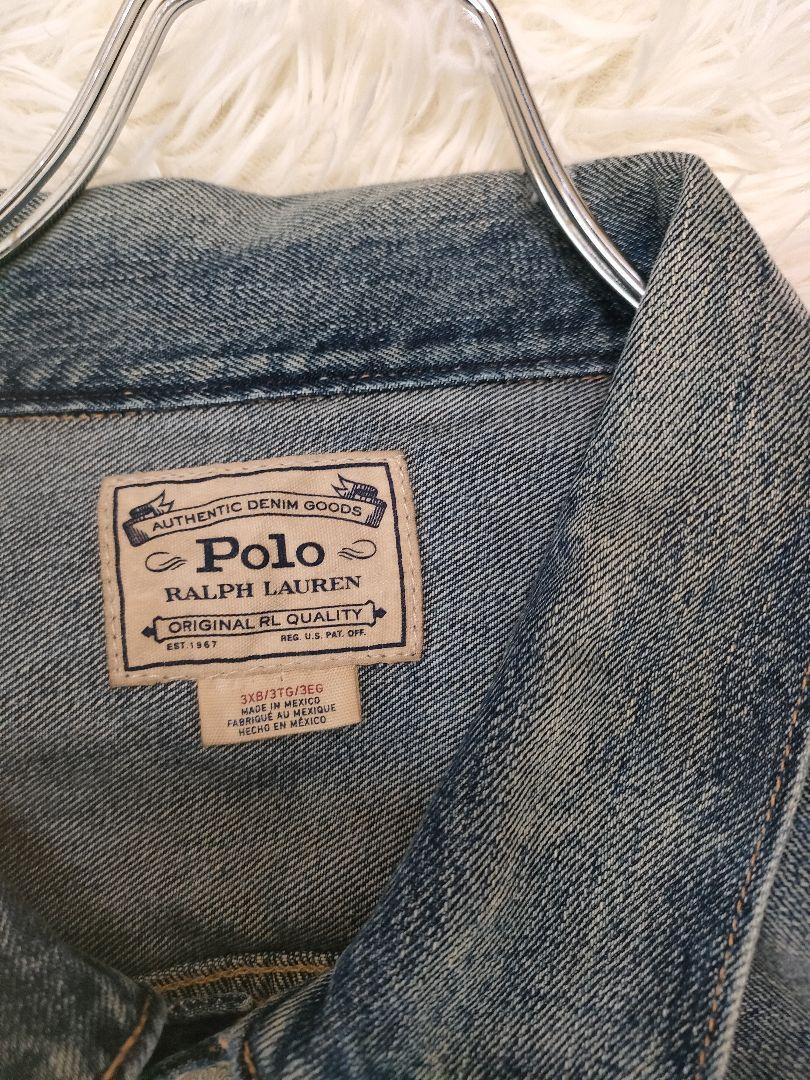 AUTHENTIC DENIM GOODS
Polo
RALPH LAUREN
ORIGINAL RL QUALITY
EST. 1967 REG. U.S. PAT. OFF.
3XB/3TG/3EG
MADE IN MEXICO
FABRIQUÉ AU MEXIQUE
HECHO EN MÉXICO